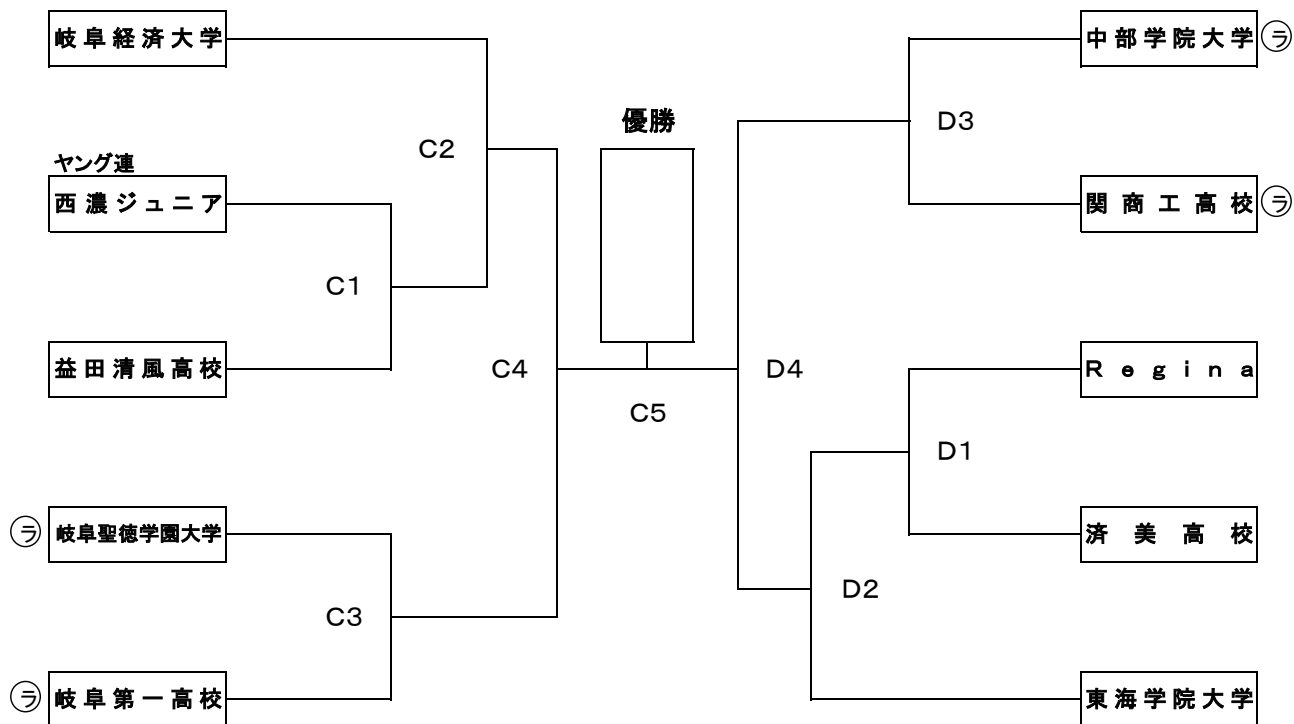 岐阜経済大学
C2
ヤング連
西濃ジュニア
C1
益田清風高校
C4
㋶ 岐阜聖徳学園大学
C3
㋶ 岐阜第一高校
優勝
C5
中部学院大学 ㋶
D3
関商工高校 ㋶
D4
Regina
D1
済美高校
D2
東海学院大学